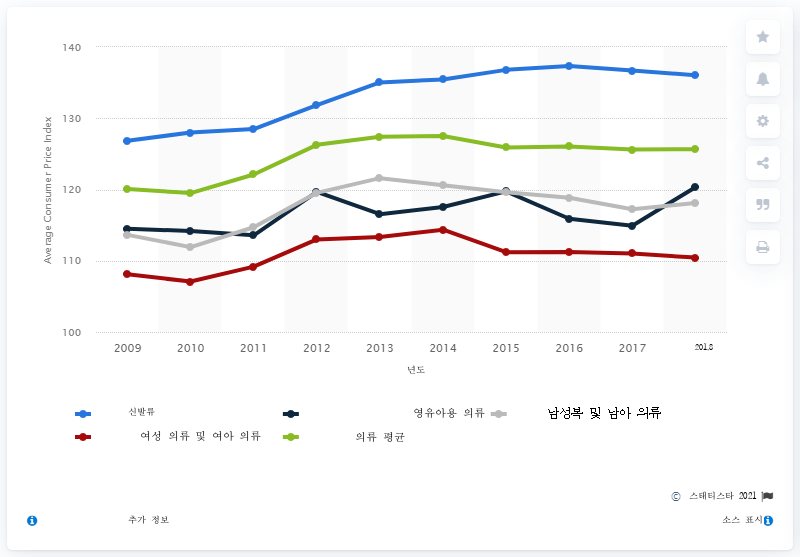 140
130
120
110
100
Average Consumer Price Index
2009 2010 2011 2012 2013 2014 2015 2016 2017 2018
년도
신발류 영유아용 의류 남성복 및 남아 의류
여성 의류 및 여아 의류 의류 평균
© 스태티스타 2021
추가 정보 소스 표시